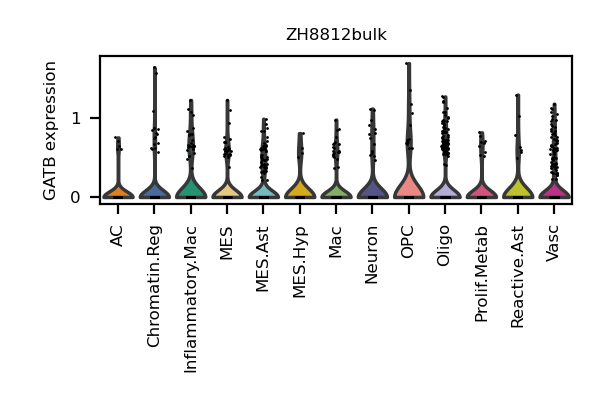 ZH8812bulk
GATB expression
1
0
AC
Chromatin.Reg
Inflammatory.Mac
MES
MES.Ast
MES.Hyp
Mac
Neuron
OPC
Oligo
Prolif.Metab
Reactive.Ast
Vasc